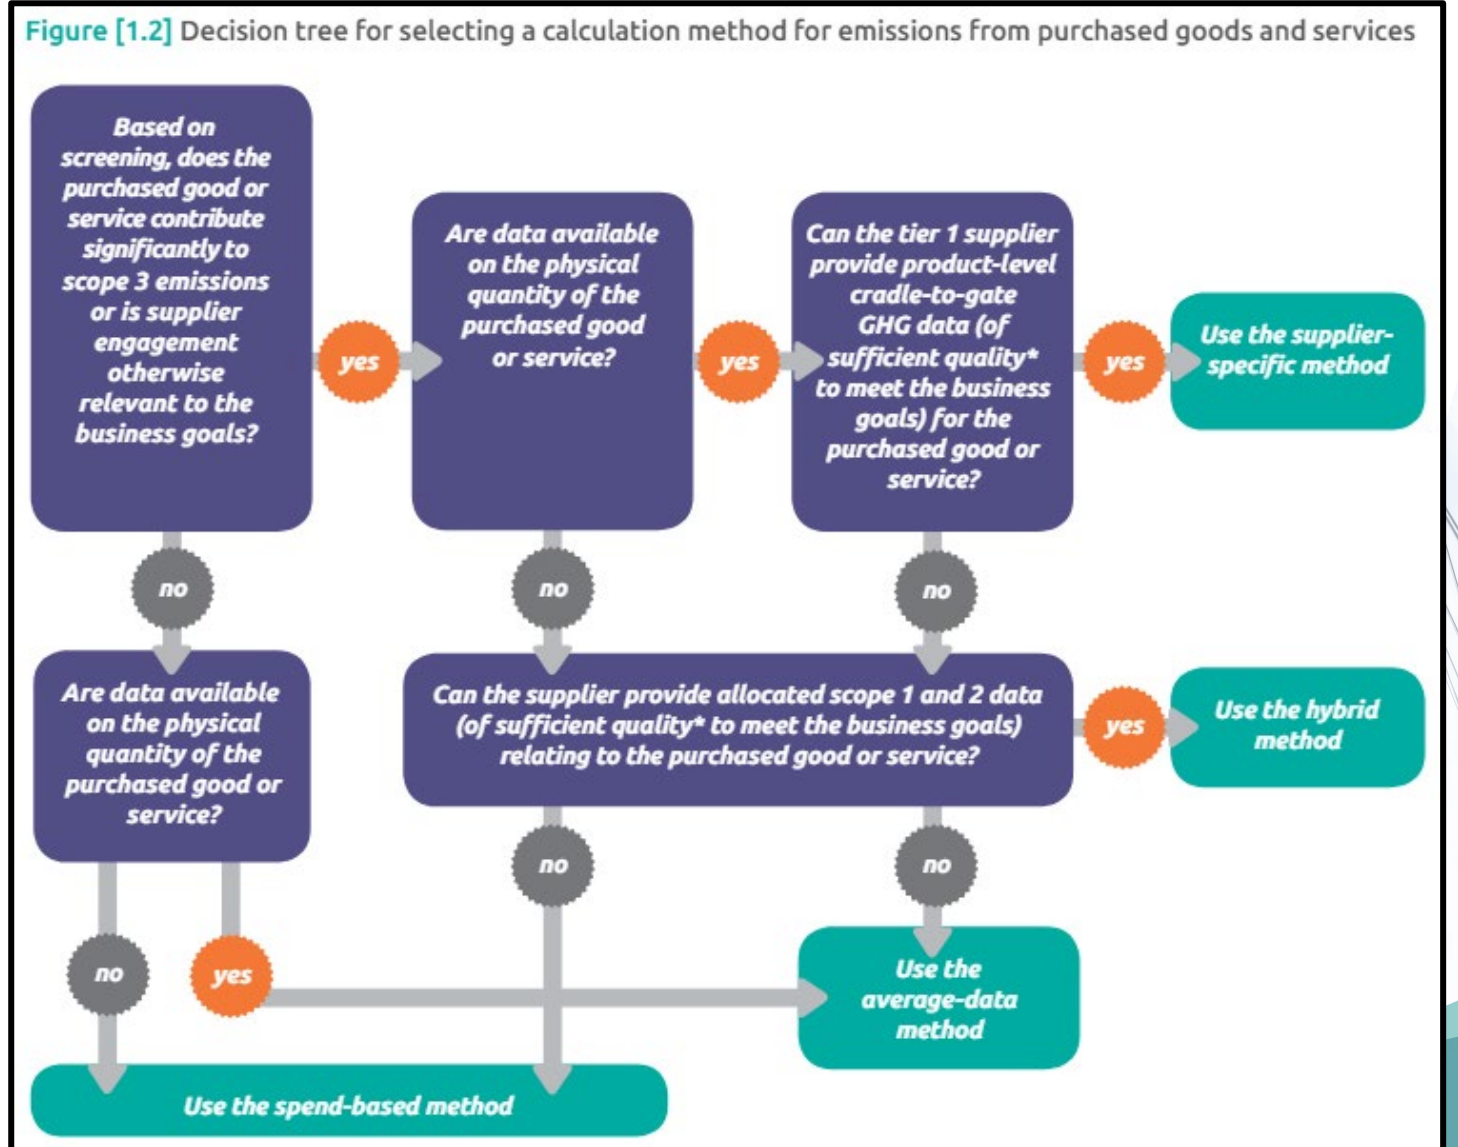 Figure [1.2] Decision tree for selecting a calculation method for emissions from purchased goods and services
Based on
screening, does the
purchased good or
service contribute
significantly to
scope 3 emissions
or is supplier
engagement
otherwise
relevant to the
business goals?
yes
Are data available
on the physical
quantity of the
purchased good
or service?
yes
Can the tier 1 supplier
provide product-level
cradle-to-gate
GHG data (of
sufficient quality*
to meet the business
goals) for the
purchased good or
service?
yes
Use the supplier-
specific method
no
no
no
Are data available
on the physical
quantity of the
purchased good or
service?
Can the supplier provide allocated scope 1 and 2 data
(of sufficient quality* to meet the business goals)
relating to the purchased good or service?
yes
Use the hybrid
method
no
no
no
yes
Use the
average-data
method
Use the spend-based method